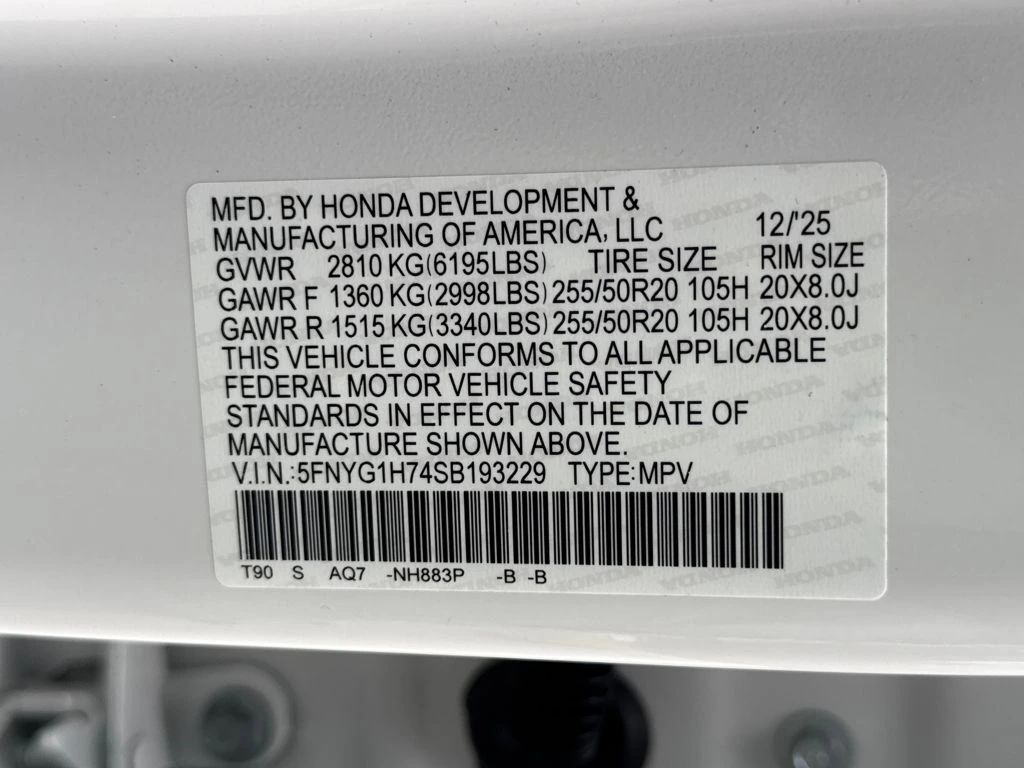 MFD. BY HONDA DEVELOPMENT &
MANUFACTURING OF AMERICA, LLC 12/'25
GVWR 2810 KG(6195LBS) TIRE SIZE RIM SIZE
GAWR F 1360 KG(2998LBS) 255/50R20 105H 20X8.0J
GAWR R 1515 KG(3340LBS) 255/50R20 105H 20X8.0J
THIS VEHICLE CONFORMS TO ALL APPLICABLE
FEDERAL MOTOR VEHICLE SAFETY
STANDARDS IN EFFECT ON THE DATE OF
MANUFACTURE SHOWN ABOVE.
V.I.N.:5FNYG1H74SB193229 TYPE:MPV
T90 S AQ7 -NH883P -B -B